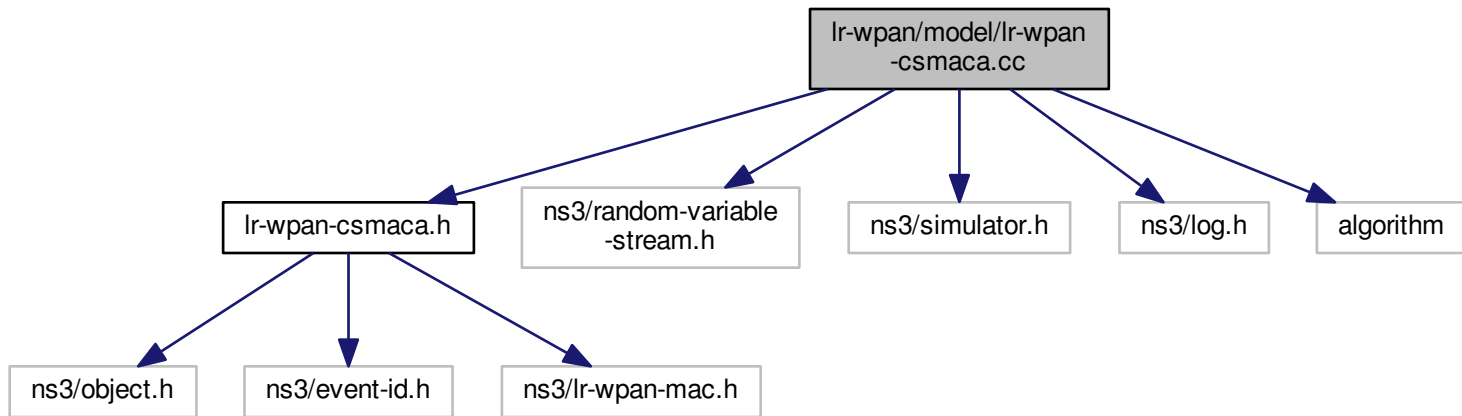 lr-wpan/model/lr-wpan
-csmaca.cc
lr-wpan-csmaca.h
ns3/random-variable
-stream.h
ns3/simulator.h
ns3/log.h
algorithm
ns3/object.h
ns3/event-id.h
ns3/lr-wpan-mac.h